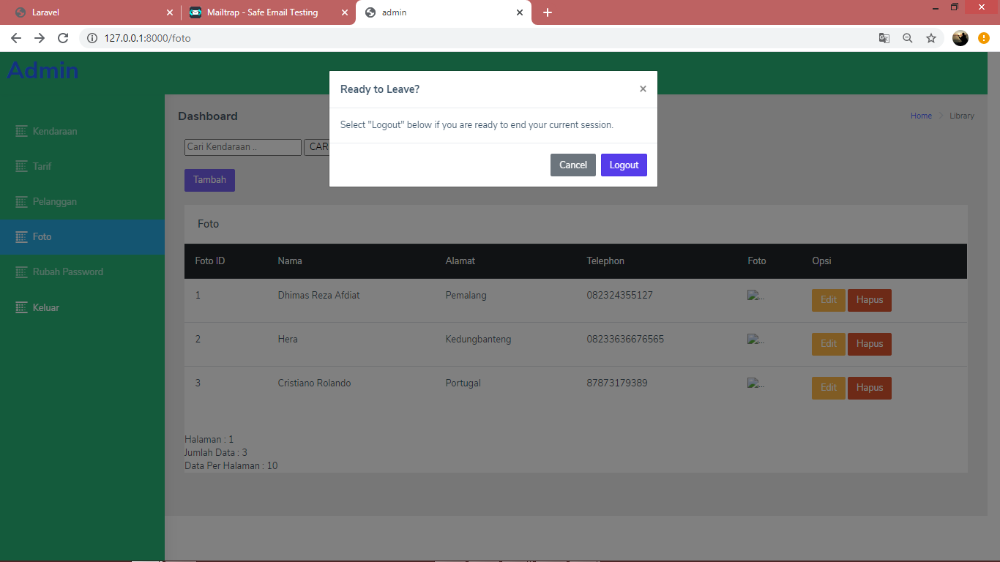 Laravel
Mailtrap - Safe Email Testing
admin
127.0.0.1:8000/foto
Admin
Ready to Leave?
×
Select "Logout" below if you are ready to end your current session.
Cancel
Logout
Dashboard
Home
Library
Cari Kendaraan ..
CAR
Tambah
Kendaraan
Tarif
Pelanggan
Foto
Rubah Password
Keluar
Foto
Foto ID Nama Alamat Telephon Foto Opsi
1 Dhimas Reza Afdiat Pemalang 082324355127 ... Edit Hapus
2 Hera Kedungbanteng 08233636676565 ... Edit Hapus
3 Cristiano Rolando Portugal 87873179389 ... Edit Hapus
Halaman : 1
Jumlah Data : 3
Data Per Halaman : 10